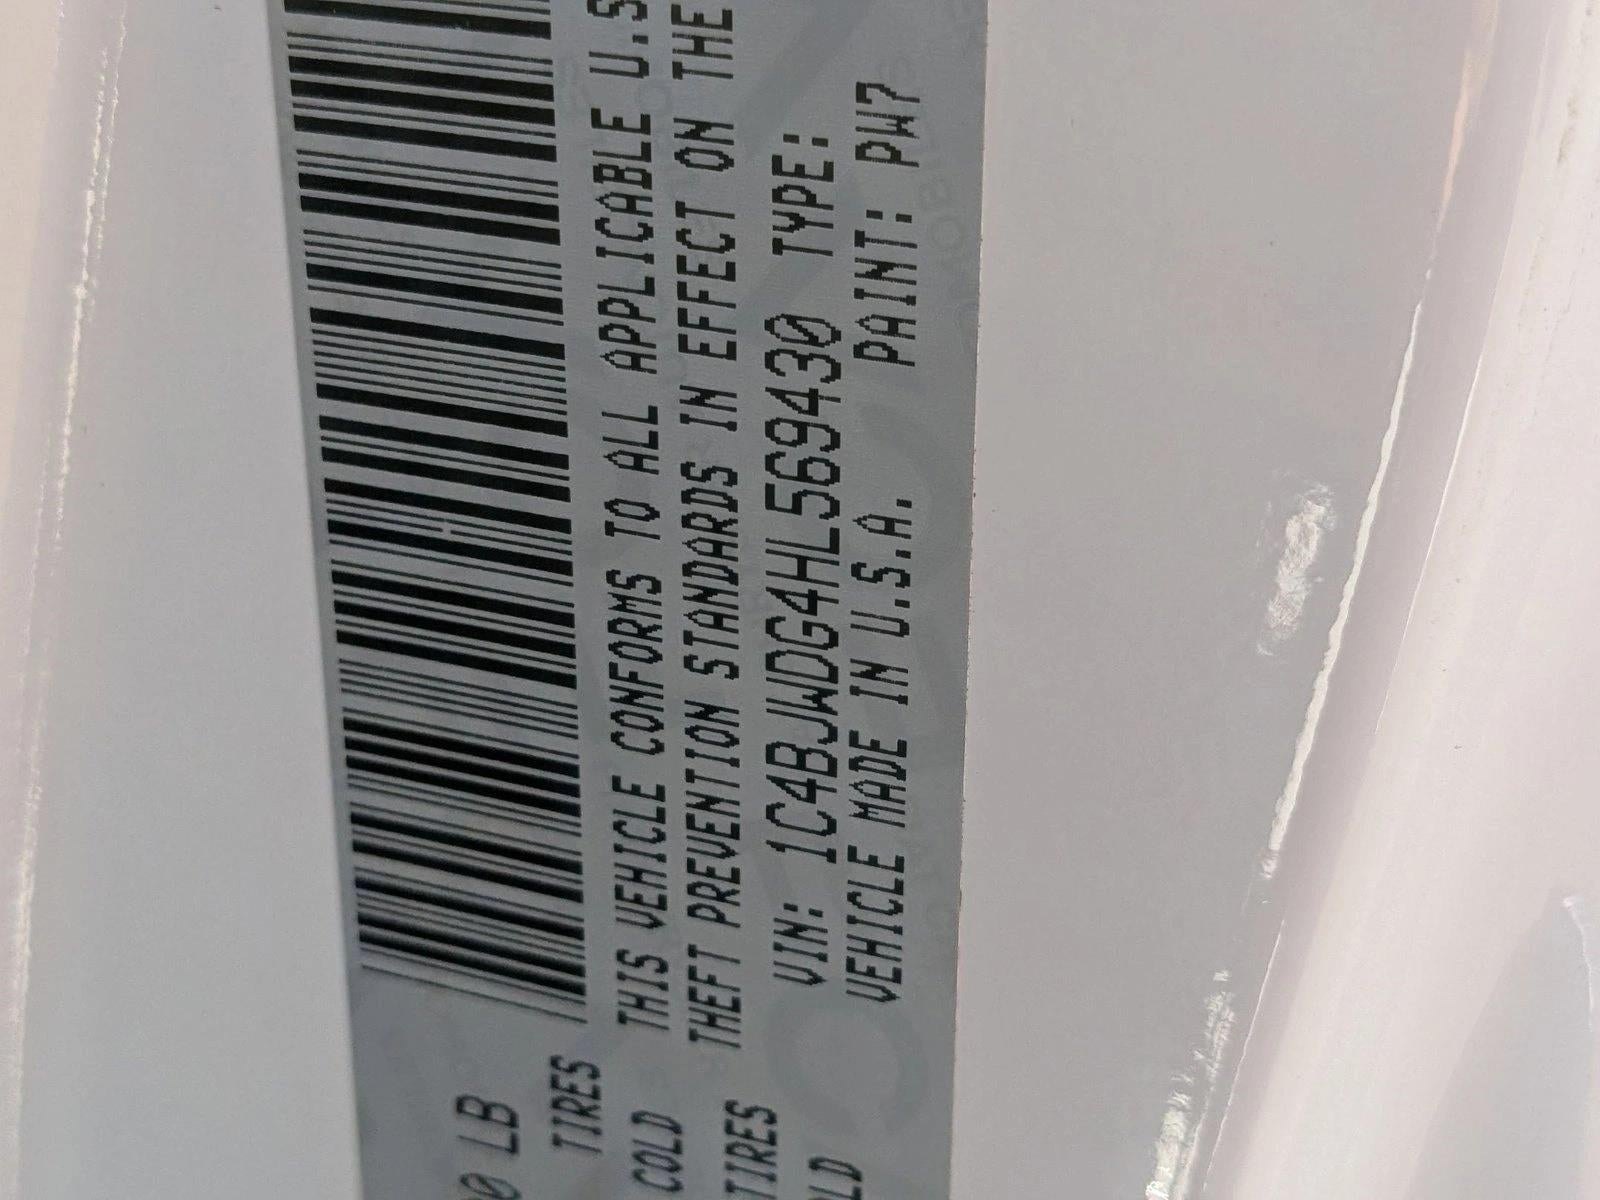 0 LB
TIRES
COLD
TIRES
OLD
THIS VEHICLE CONFORMS TO ALL APPLICABLE U.S
THEFT PREVENTION STANDARDS IN EFFECT ON THE
VIN: 1C4BJWDG4HL569430 TYPE:
VEHICLE MADE IN U.S.A. PAINT: PW7